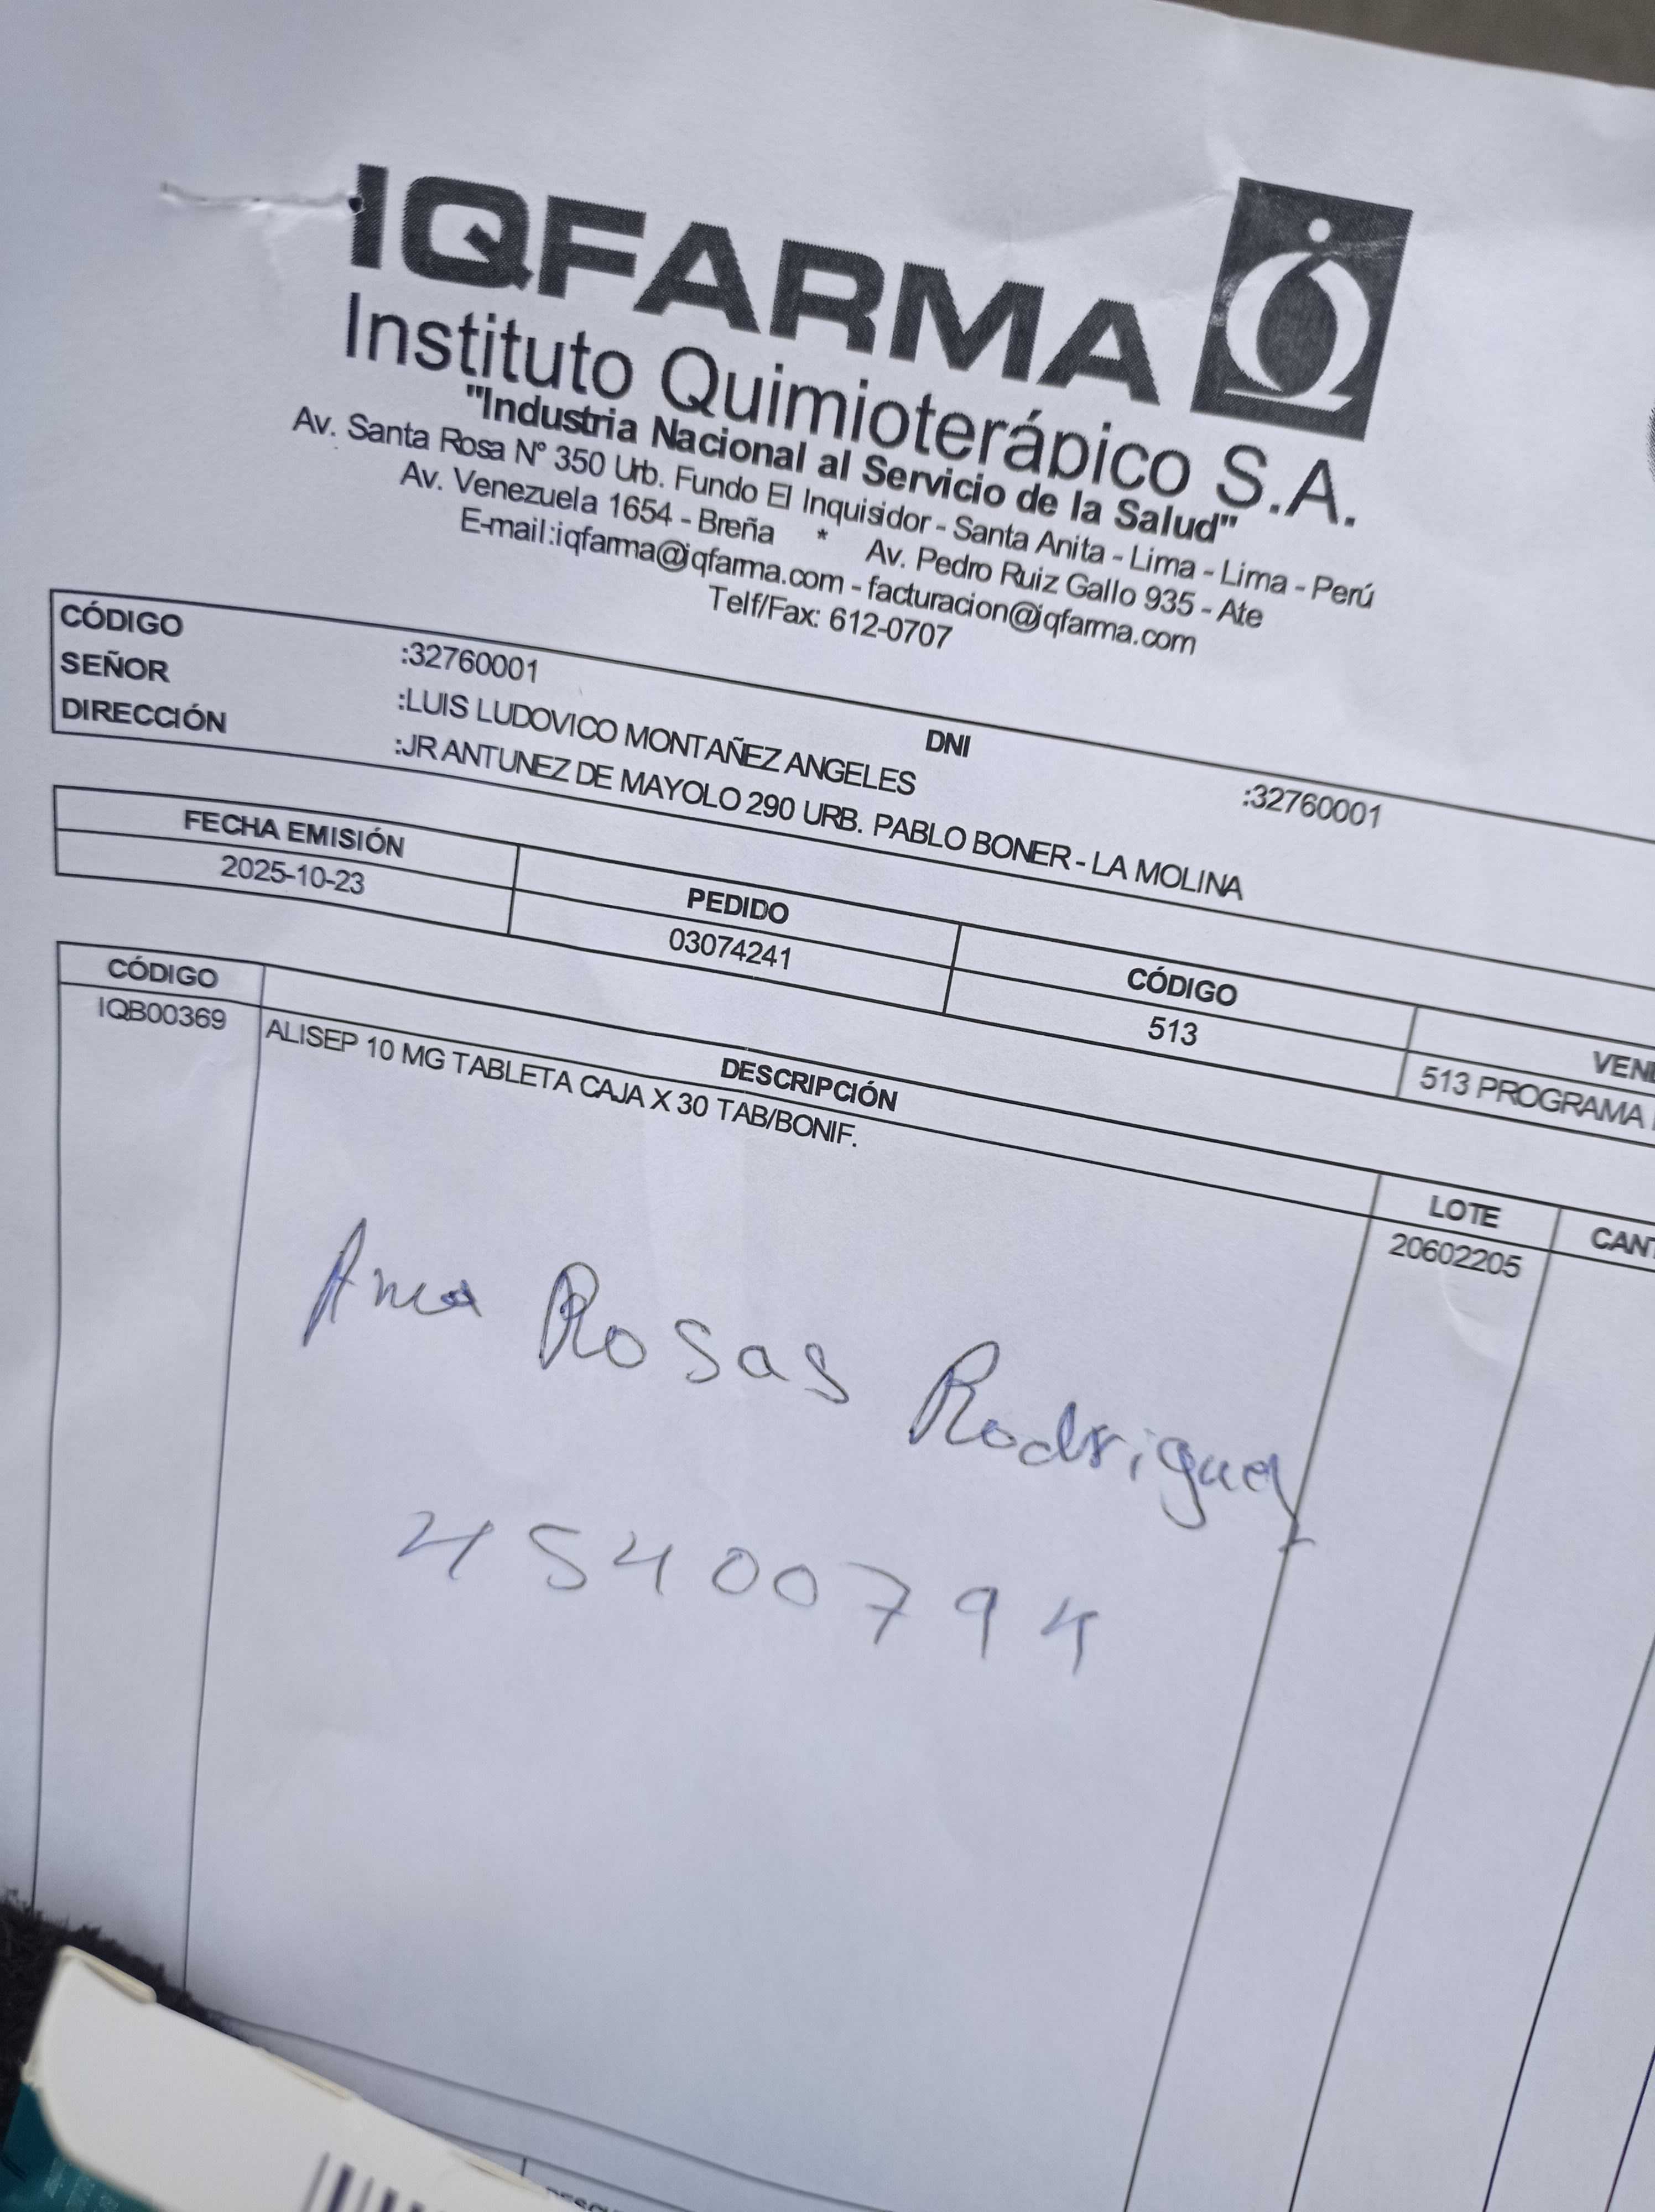 IQFARMA
Instituto Quimioterápico S.A.
"Industria Nacional al Servicio de la Salud"
Av. Santa Rosa N° 350 Urb. Fundo El Inquisidor - Santa Anita - Lima - Lima - Perú
Av. Venezuela 1654 - Breña * Av. Pedro Ruiz Gallo 935 - Ate
E-mail:iqfarma@iqfarma.com - facturacion@iqfarma.com
Telf/Fax: 612-0707
CÓDIGO :32760001
SEÑOR :LUIS LUDOVICO MONTAÑEZ ANGELES DNI :32760001
DIRECCIÓN :JR ANTUNEZ DE MAYOLO 290 URB. PABLO BONER - LA MOLINA
FECHA EMISIÓN PEDIDO CÓDIGO
2025-10-23 03074241 513 513 PROGRAMA
CÓDIGO DESCRIPCIÓN LOTE
IQB00369 ALISEP 10 MG TABLETA CAJA X 30 TAB/BONIF. 20602205
Ana Rosas Rodriguez
45400794